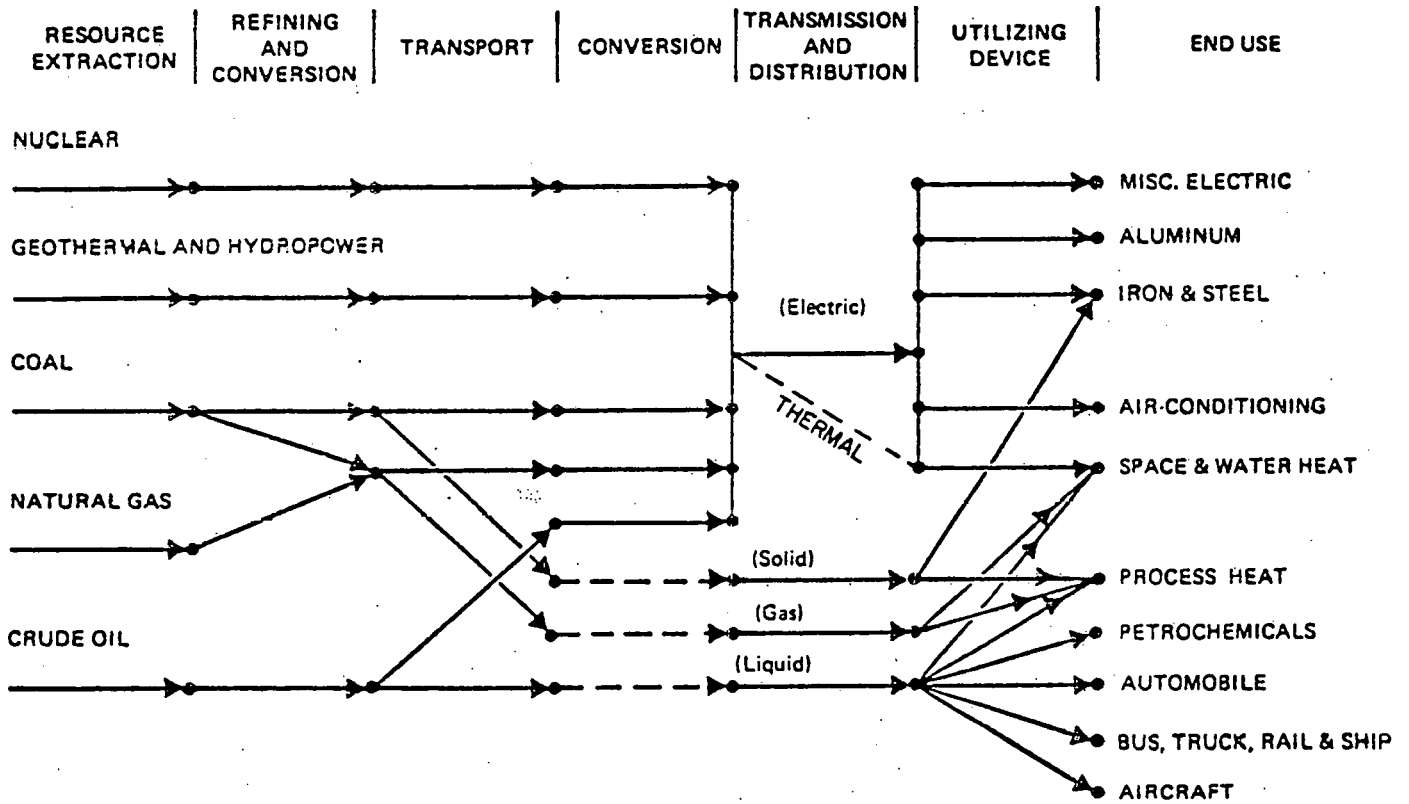 RESOURCE
EXTRACTION
REFINING
AND
CONVERSION
TRANSPORT
CONVERSION
TRANSMISSION
AND
DISTRIBUTION
UTILIZING
DEVICE
END USE
NUCLEAR
GEOTHERMAL AND HYDROPOWER
COAL
NATURAL GAS
CRUDE OIL
(Electric)
THERMAL
(Solid)
(Gas)
(Liquid)
MISC. ELECTRIC
ALUMINUM
IRON & STEEL
AIR-CONDITIONING
SPACE & WATER HEAT
PROCESS HEAT
PETROCHEMICALS
AUTOMOBILE
BUS, TRUCK, RAIL & SHIP
AIRCRAFT